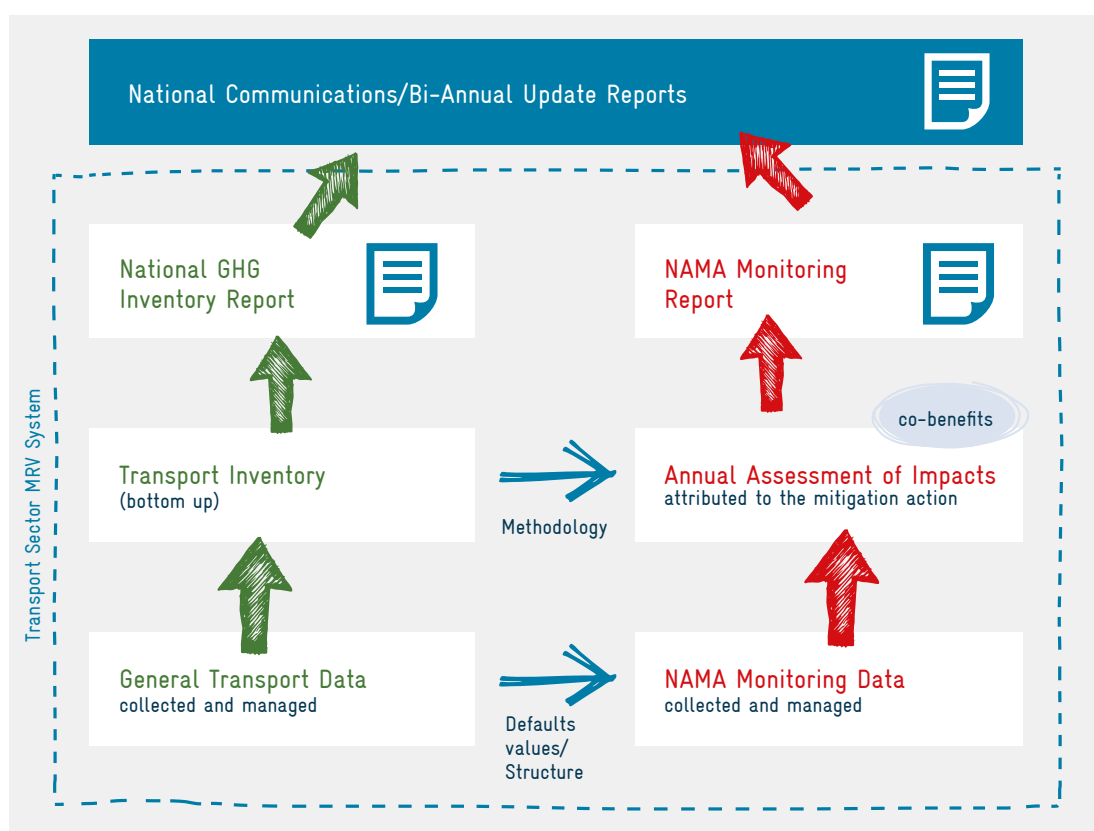 National Communications/Bi-Annual Update Reports
National GHG
Inventory Report
NAMA Monitoring
Report
Transport Sector MRV System
co-benefits
Transport Inventory
(bottom up)
Methodology
Annual Assessment of Impacts
attributed to the mitigation action
General Transport Data
collected and managed
Defaults
values/
Structure
NAMA Monitoring Data
collected and managed